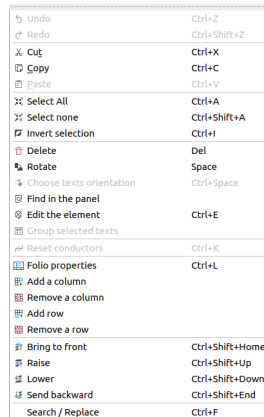 Undo Ctrl+Z
Redo Ctrl+Shift+Z
Cut Ctrl+X
Copy Ctrl+C
Paste Ctrl+V
Select All Ctrl+A
Select none Ctrl+Shift+A
Invert selection Ctrl+I
Delete Del
Rotate Space
Choose texts orientation Ctrl+Space
Find in the panel
Edit the element Ctrl+E
Group selected texts
Reset conductors Ctrl+K
Folio properties Ctrl+L
Add a column
Remove a column
Add row
Remove a row
Bring to front Ctrl+Shift+Home
Raise Ctrl+Shift+Up
Lower Ctrl+Shift+Down
Send backward Ctrl+Shift+End
Search / Replace Ctrl+F